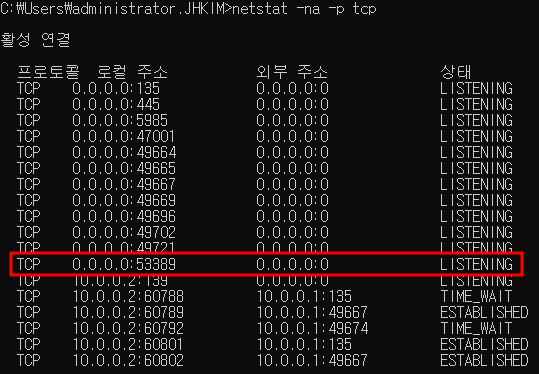 C:₩Users₩administrator.JHKIM>netstat -na -p tcp
활성 연결
프로토콜 로컬 주소 외부 주소 상태
TCP 0.0.0.0:135 0.0.0.0:0 LISTENING
TCP 0.0.0.0:445 0.0.0.0:0 LISTENING
TCP 0.0.0.0:5985 0.0.0.0:0 LISTENING
TCP 0.0.0.0:47001 0.0.0.0:0 LISTENING
TCP 0.0.0.0:49664 0.0.0.0:0 LISTENING
TCP 0.0.0.0:49665 0.0.0.0:0 LISTENING
TCP 0.0.0.0:49667 0.0.0.0:0 LISTENING
TCP 0.0.0.0:49669 0.0.0.0:0 LISTENING
TCP 0.0.0.0:49696 0.0.0.0:0 LISTENING
TCP 0.0.0.0:49702 0.0.0.0:0 LISTENING
TCP 0.0.0.0:49721 0.0.0.0:0 LISTENING
TCP 0.0.0.0:53389 0.0.0.0:0 LISTENING
TCP 10.0.0.2:139 0.0.0.0:0 LISTENING
TCP 10.0.0.2:60788 10.0.0.1:135 TIME_WAIT
TCP 10.0.0.2:60789 10.0.0.1:49667 ESTABLISHED
TCP 10.0.0.2:60792 10.0.0.1:49674 TIME_WAIT
TCP 10.0.0.2:60801 10.0.0.1:135 ESTABLISHED
TCP 10.0.0.2:60802 10.0.0.1:49667 ESTABLISHED